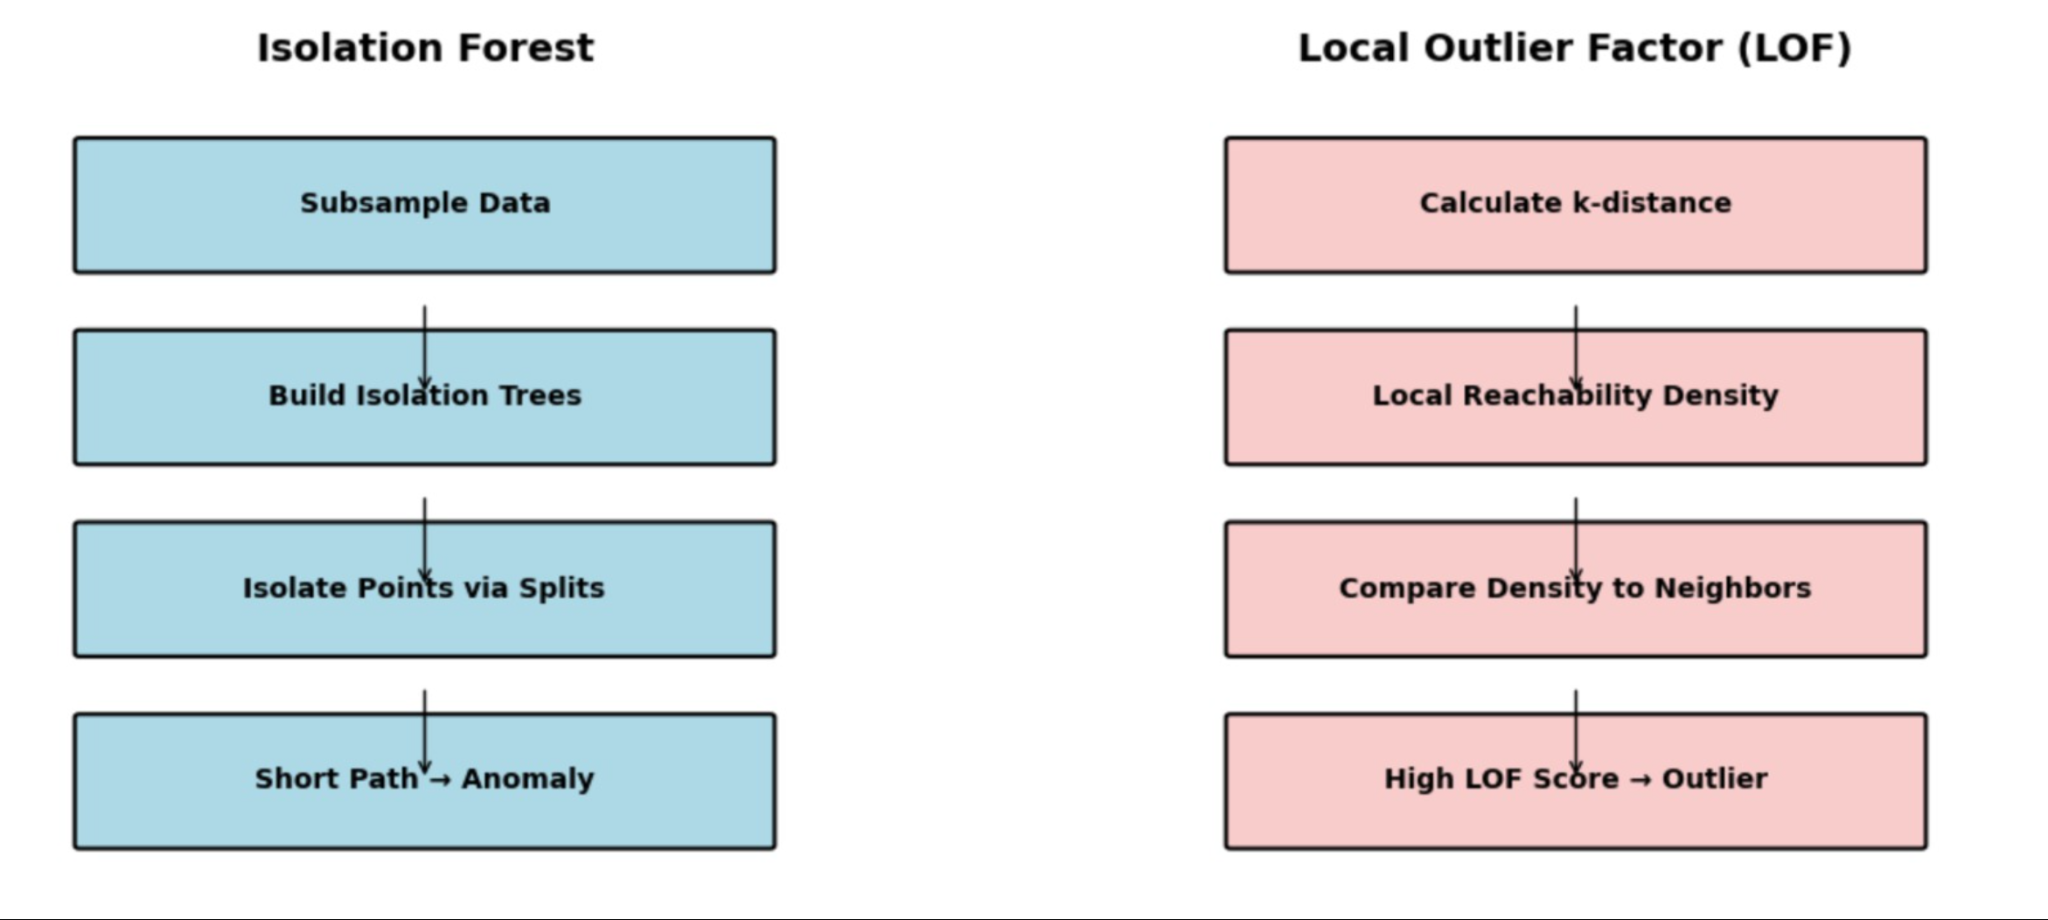 Isolation Forest
Subsample Data
Build Isolation Trees
Isolate Points via Splits
Short Path → Anomaly
Local Outlier Factor (LOF)
Calculate k-distance
Local Reachability Density
Compare Density to Neighbors
High LOF Score → Outlier